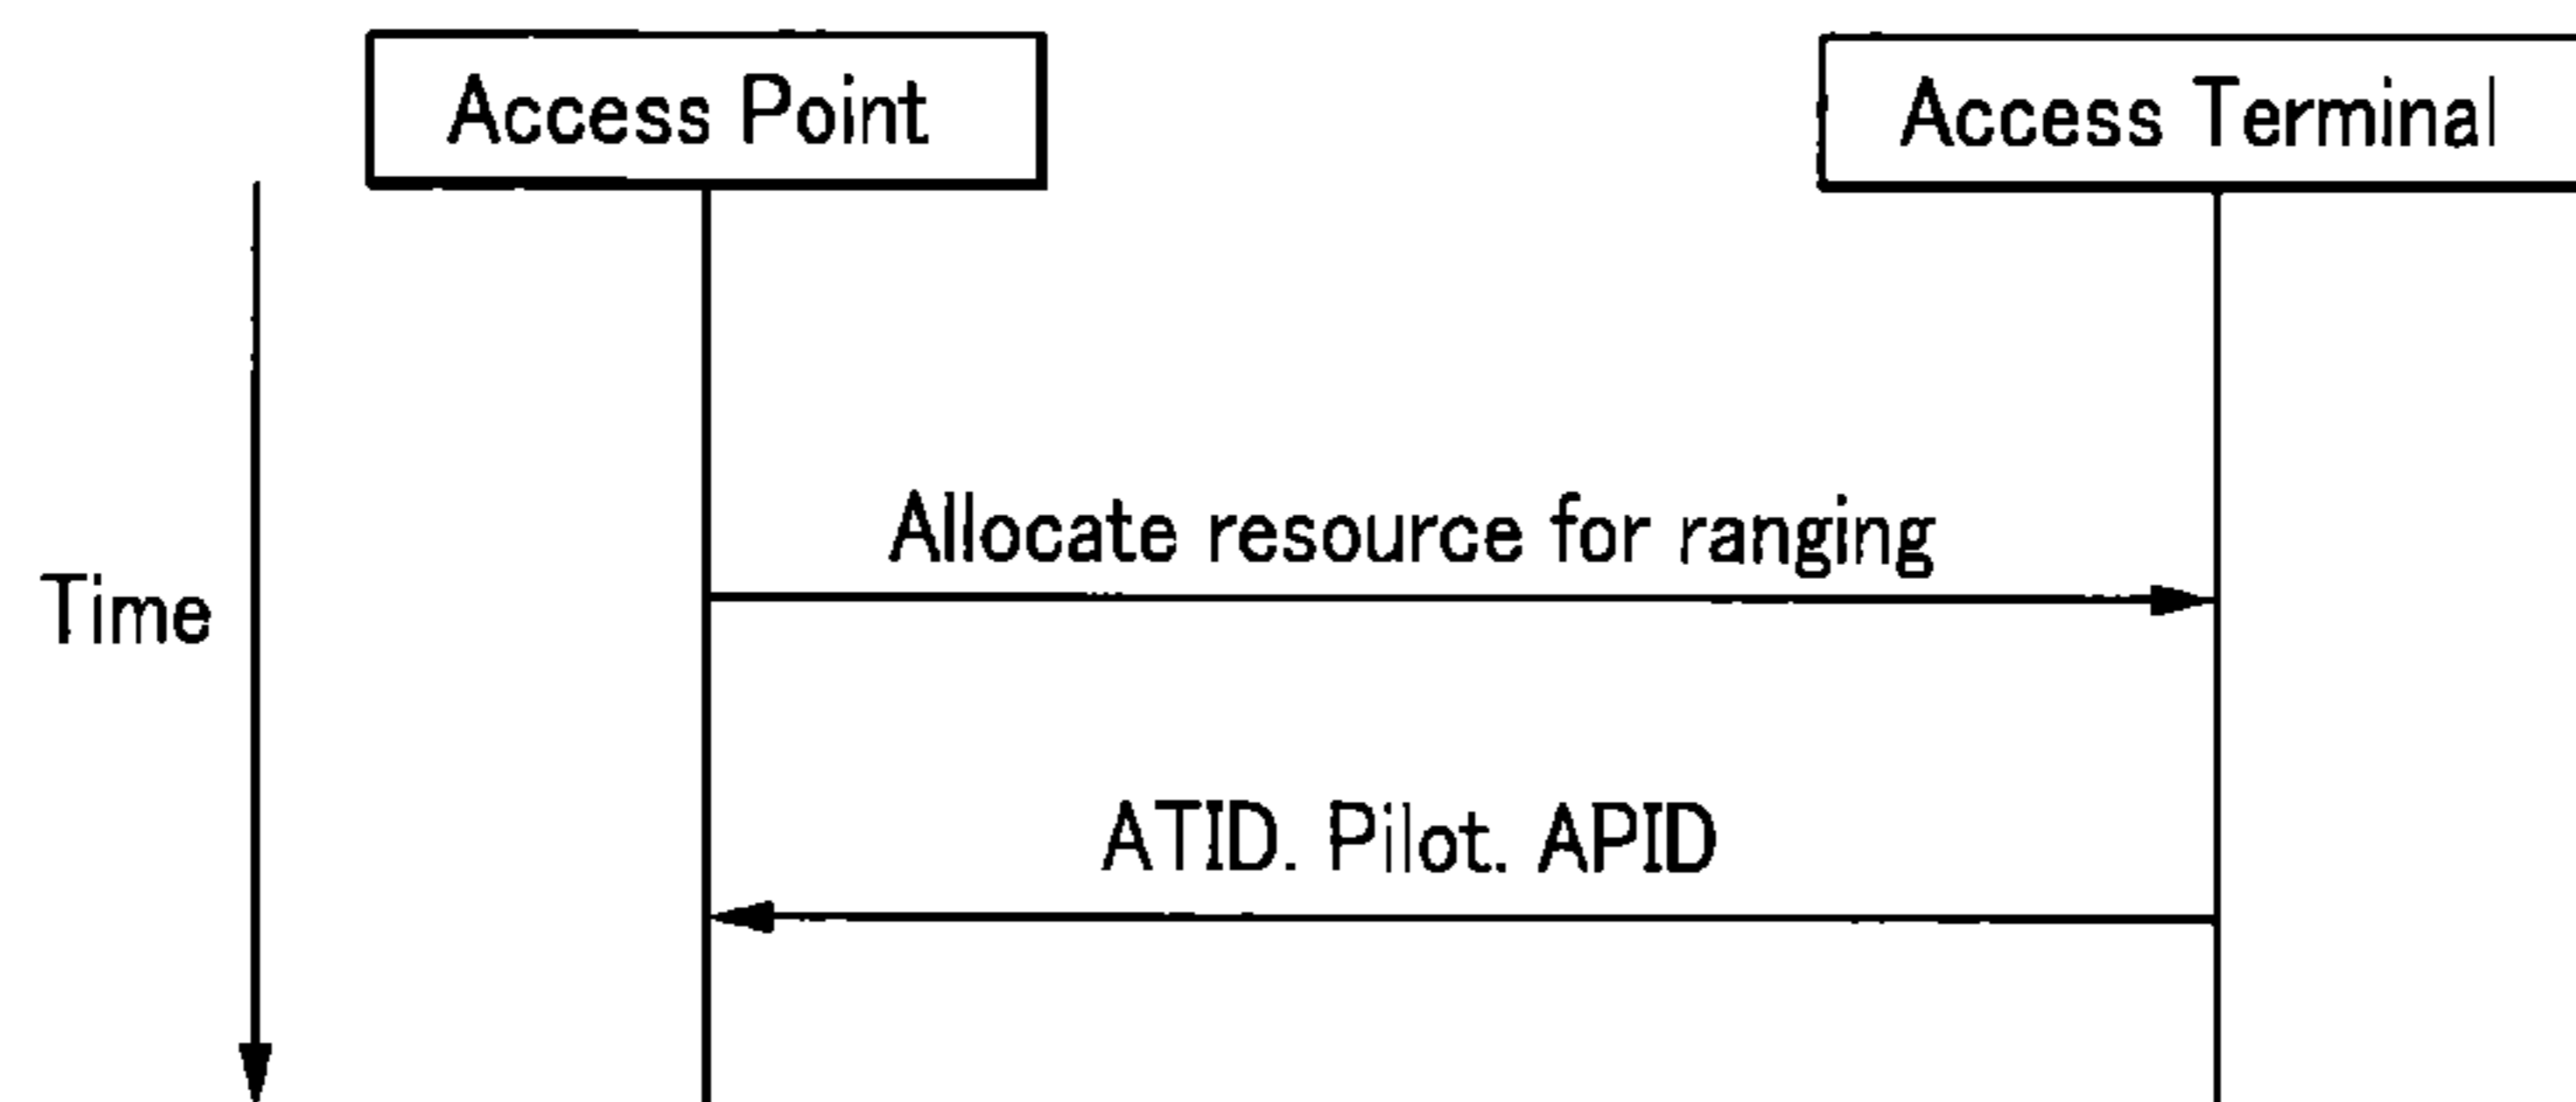 Access Point
Access Terminal
Allocate resource for ranging
Time
ATID. Pilot. APID